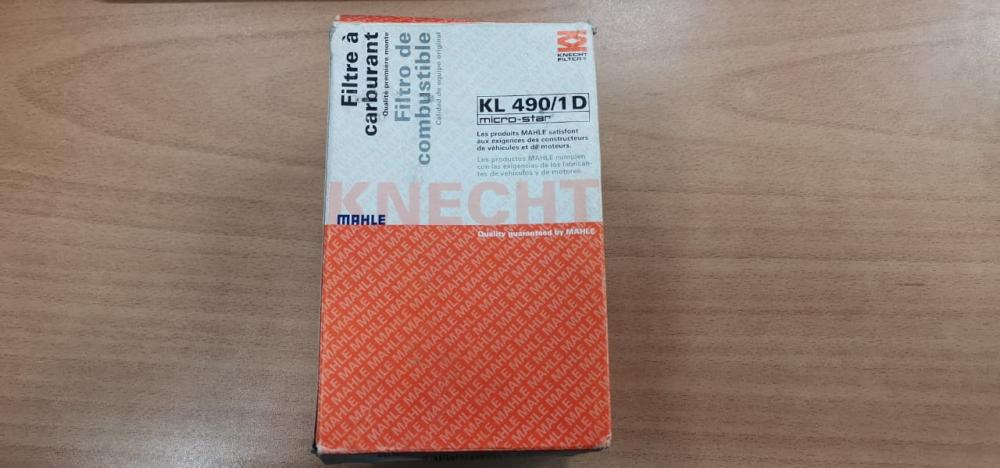 Filtre à
carburant
Qualité première monte
Filtro de
combustible
Calidad de equipo original
KNECHT
FILTER
KL 490/1 D
micro-star
Les produits MAHLE satisfont
aux exigences des constructeurs
de véhicules et de moteurs.
Los productos MAHLE cumplen
con las exigencias de los fabrican-
tes de vehículos y de motores.
KNECHT
MAHLE
Quality guaranteed by MAHLE